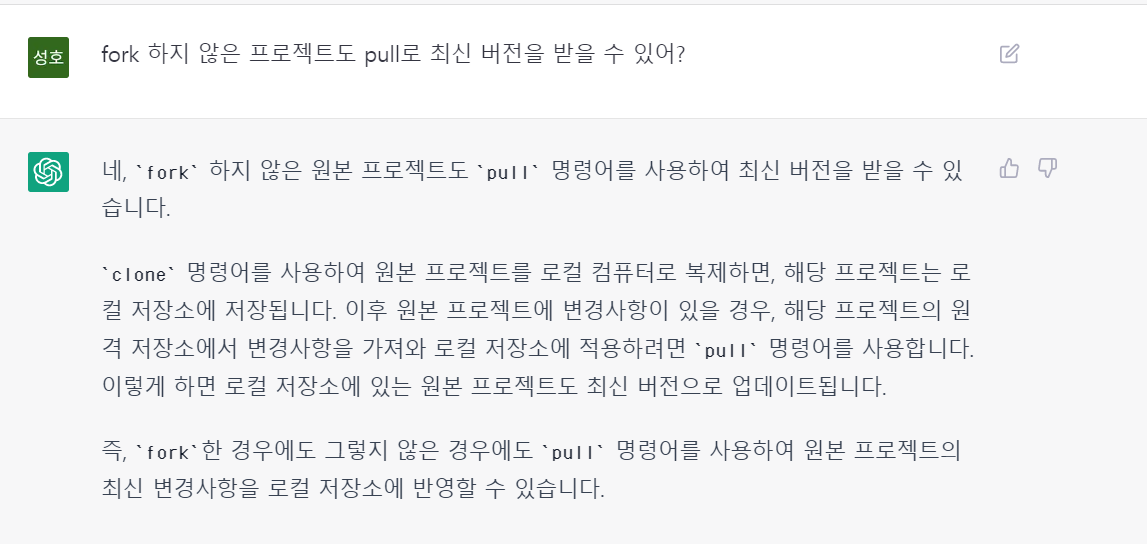 성호
fork 하지 않은 프로젝트도 pull로 최신 버전을 받을 수 있어?
네, `fork` 하지 않은 원본 프로젝트도 `pull` 명령어를 사용하여 최신 버전을 받을 수 있
습니다.
`clone` 명령어를 사용하여 원본 프로젝트를 로컬 컴퓨터로 복제하면, 해당 프로젝트는 로
컬 저장소에 저장됩니다. 이후 원본 프로젝트에 변경사항이 있을 경우, 해당 프로젝트의 원
격 저장소에서 변경사항을 가져와 로컬 저장소에 적용하려면 `pull` 명령어를 사용합니다.
이렇게 하면 로컬 저장소에 있는 원본 프로젝트도 최신 버전으로 업데이트됩니다.
즉, `fork`한 경우에도 그렇지 않은 경우에도 `pull` 명령어를 사용하여 원본 프로젝트의
최신 변경사항을 로컬 저장소에 반영할 수 있습니다.